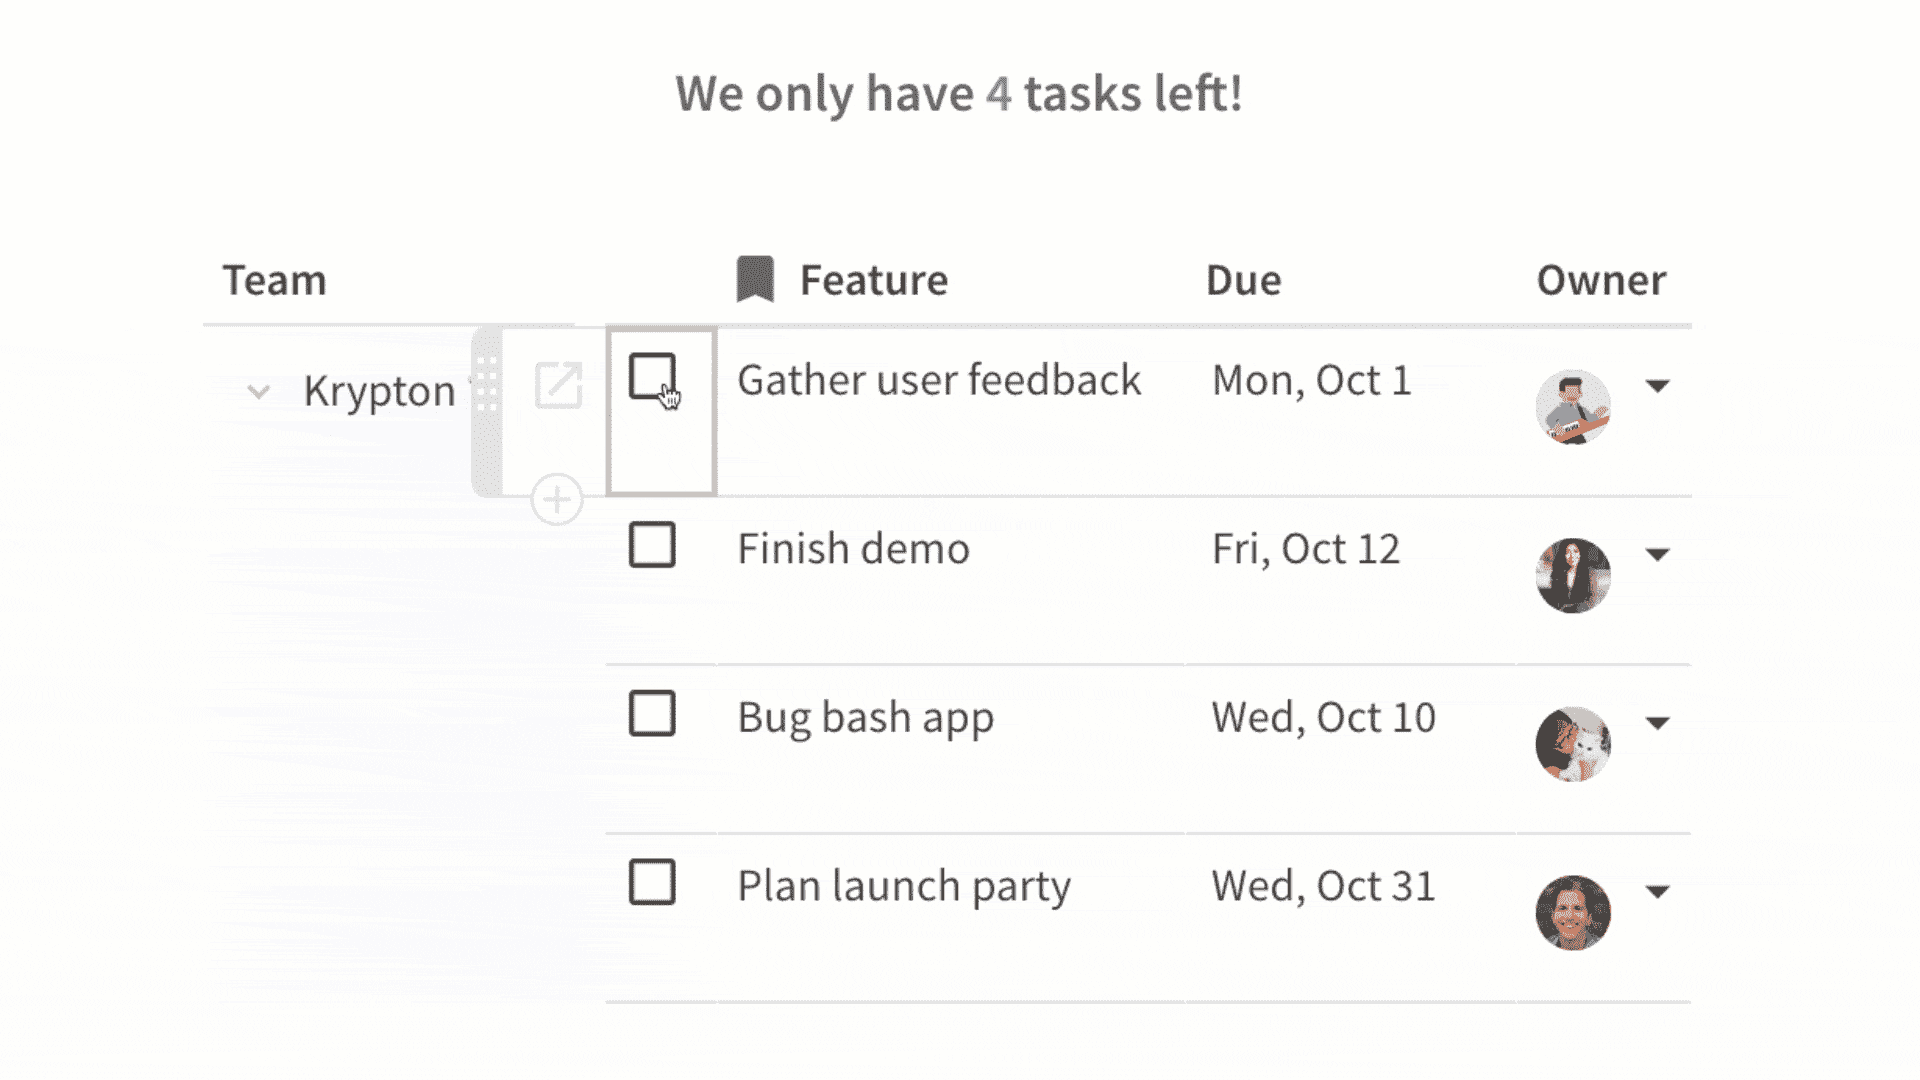 We only have 4 tasks left!
Team Feature Due Owner
Krypton Gather user feedback Mon, Oct 1
Finish demo Fri, Oct 12
Bug bash app Wed, Oct 10
Plan launch party Wed, Oct 31